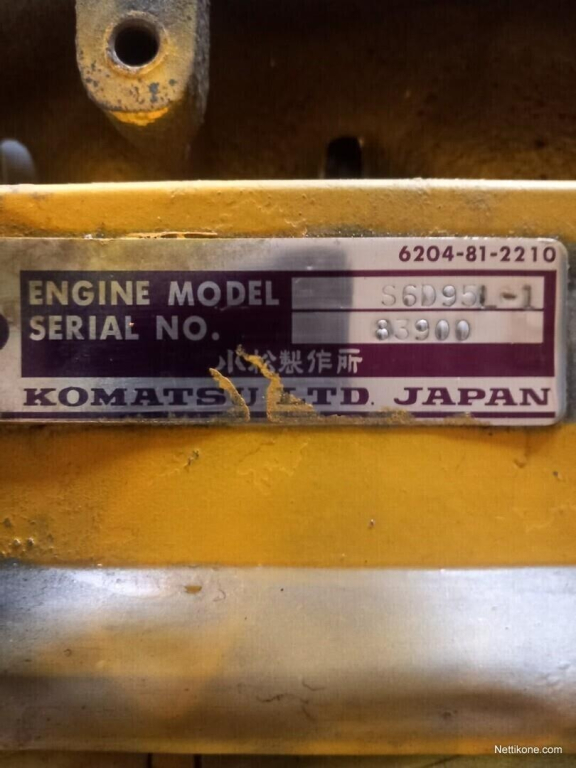 6204-81-2210
ENGINE MODEL S6D95L-1
SERIAL NO. 83900
小松製作所
KOMATSU LTD. JAPAN
Nettikone.com